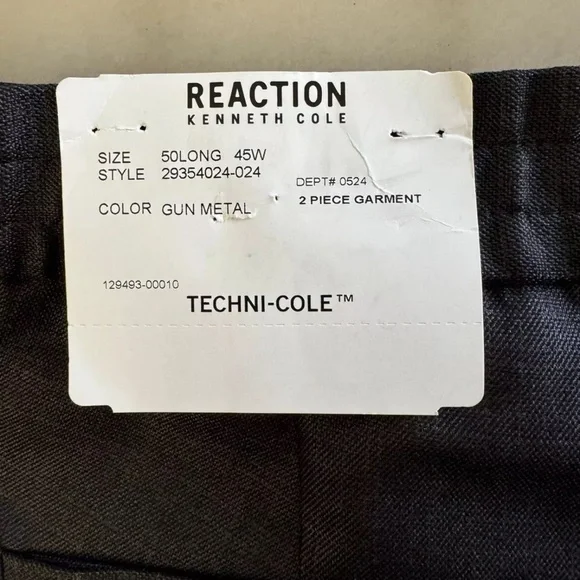 REACTION
KENNETH COLE
SIZE 50LONG 45W
STYLE 29354024-024
DEPT# 0524
COLOR GUN METAL
2 PIECE GARMENT
129493-00010
TECHNI-COLE™